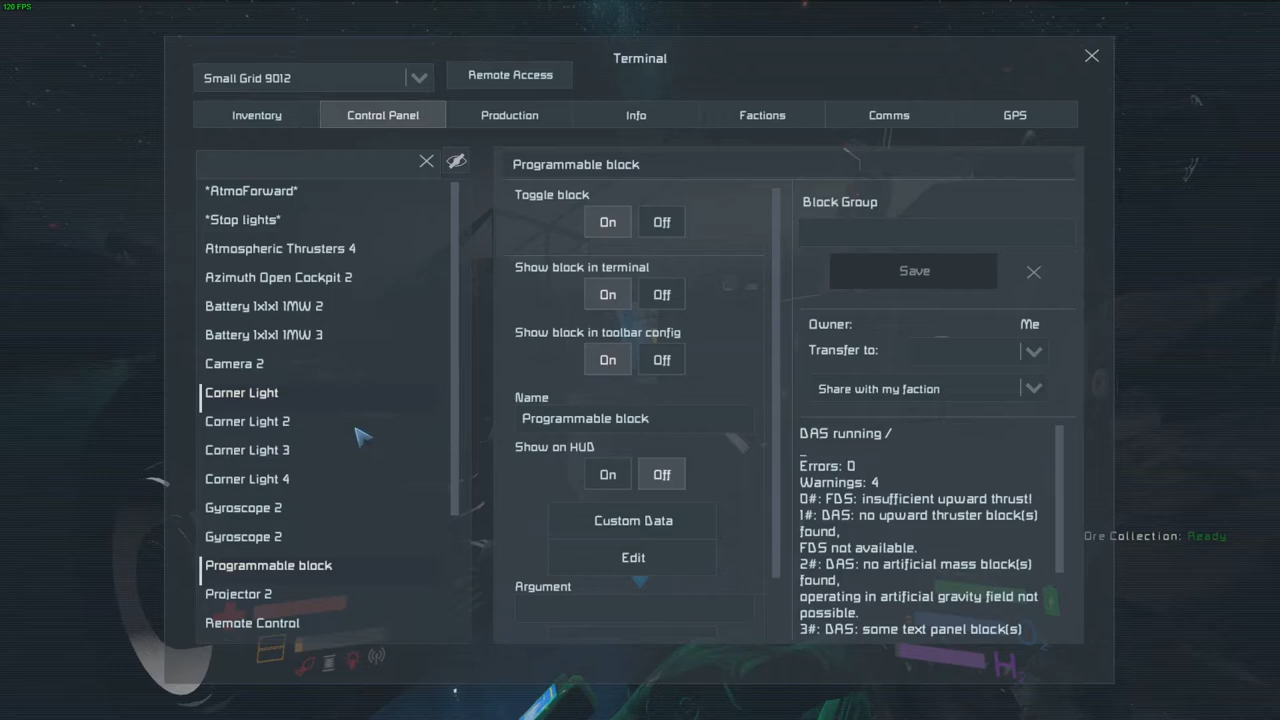 120 FPS
Terminal
Small Grid 9012
Remote Access
Inventory
Control Panel
Production
Info
Factions
Comms
GPS
*AtmoForward*
*Stop lights*
Atmospheric Thrusters 4
Azimuth Open Cockpit 2
Battery 1x1x1 1MW 2
Battery 1x1x1 1MW 3
Camera 2
Corner Light
Corner Light 2
Corner Light 3
Corner Light 4
Gyroscope 2
Gyroscope 2
Programmable block
Projector 2
Remote Control
Programmable block
Toggle block
On
Off
Show block in terminal
On
Off
Show block in toolbar config
On
Off
Name
Programmable block
Show on HUD
On
Off
Custom Data
Edit
Argument
Block Group
Save
Owner:
Me
Transfer to:
Share with my faction
DAS running /
_
Errors: 0
Warnings: 4
0#: FDS: insufficient upward thrust!
1#: DAS: no upward thruster block(s)
found,
FDS not available.
2#: DAS: no artificial mass block(s)
found,
operating in artificial gravity field not
possible.
3#: DAS: some text panel block(s)
Ore Collection: Ready